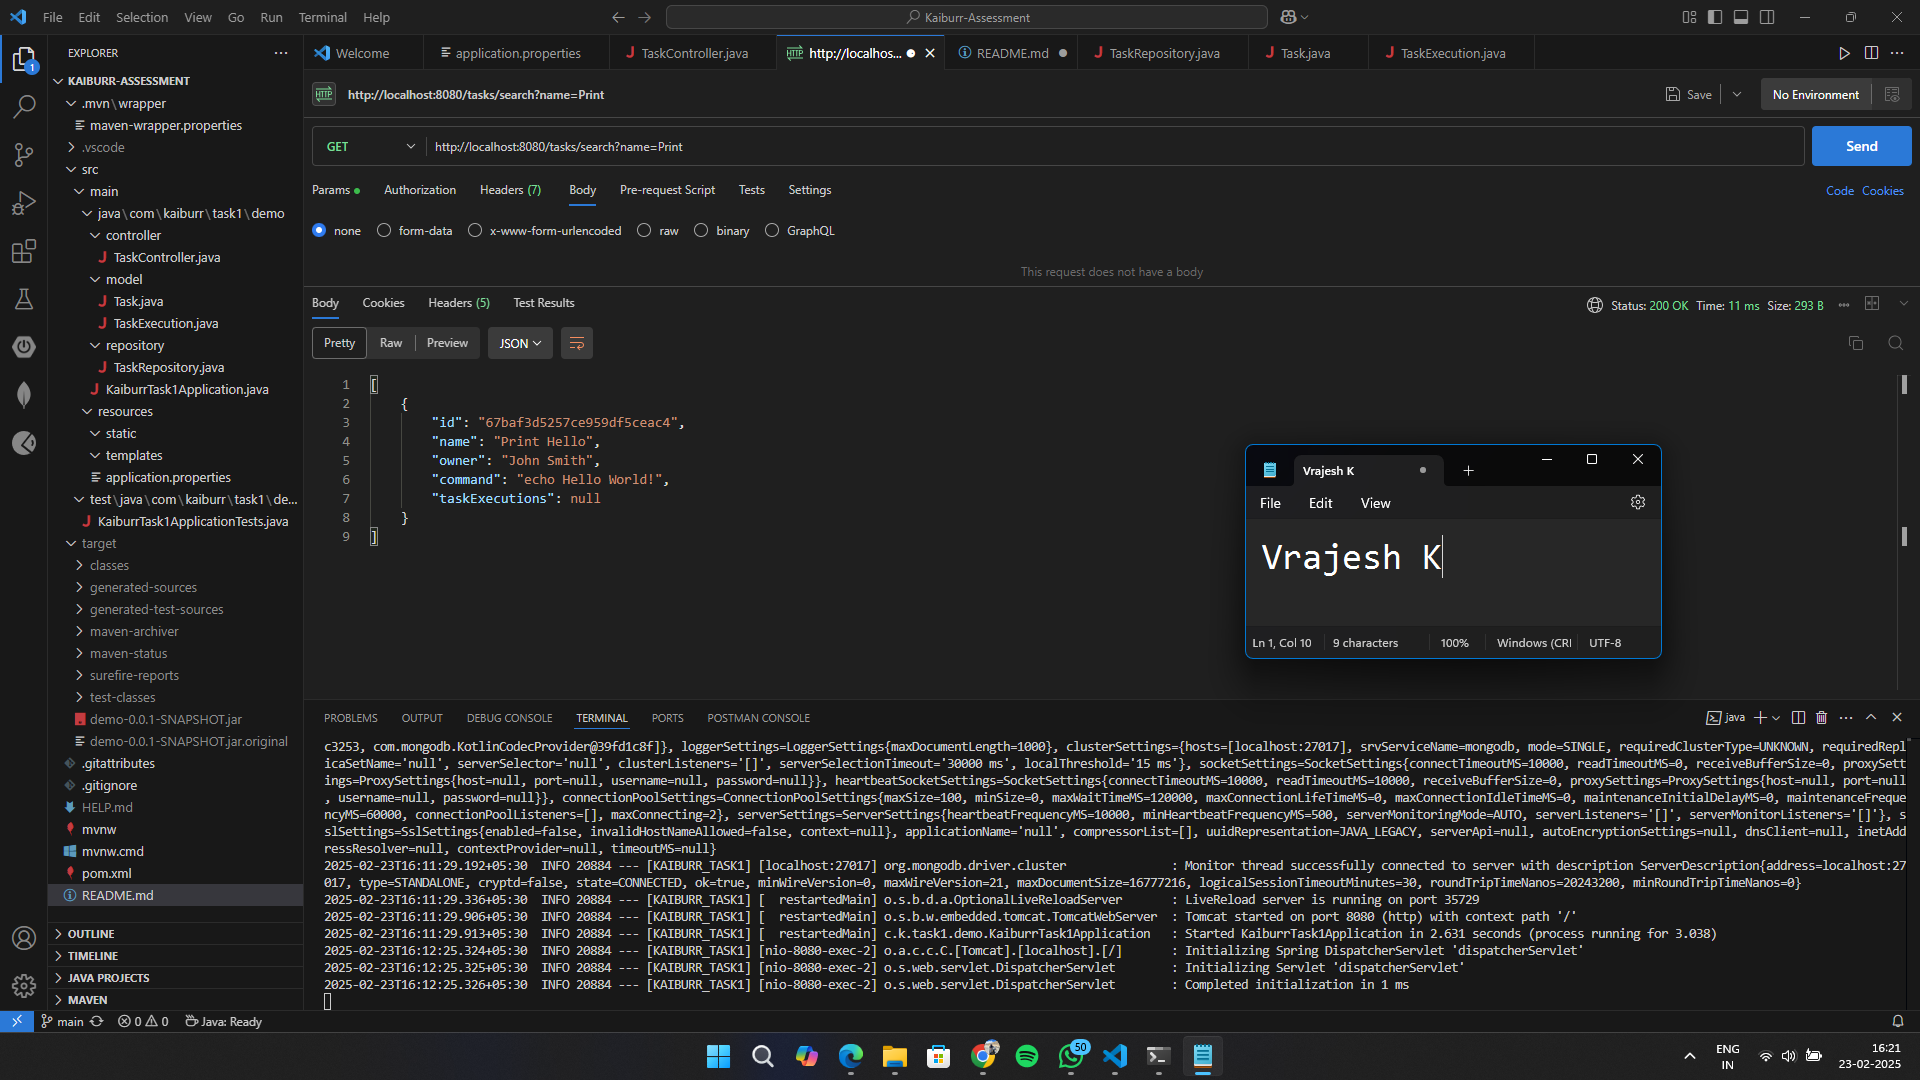 File Edit Selection View Go Run Terminal Help
Kaiburr-Assessment
EXPLORER
KAIBURR-ASSESSMENT
.mvn\wrapper
maven-wrapper.properties
.vscode
src
main
java\com\kaiburr\task1\demo
controller
TaskController.java
model
Task.java
TaskExecution.java
repository
TaskRepository.java
KaiburrTask1Application.java
resources
static
templates
application.properties
test\java\com\kaiburr\task1\de...
KaiburrTask1ApplicationTests.java
target
classes
generated-sources
generated-test-sources
maven-archiver
maven-status
surefire-reports
test-classes
demo-0.0.1-SNAPSHOT.jar
demo-0.0.1-SNAPSHOT.jar.original
.gitattributes
.gitignore
HELP.md
mvnw
mvnw.cmd
pom.xml
README.md
OUTLINE
TIMELINE
JAVA PROJECTS
MAVEN
1
Welcome application.properties TaskController.java http://localhos... README.md TaskRepository.java Task.java TaskExecution.java
HTTP http://localhost:8080/tasks/search?name=Print Save No Environment
GET http://localhost:8080/tasks/search?name=Print Send
Params Authorization Headers (7) Body Pre-request Script Tests Settings Code Cookies
none form-data x-www-form-urlencoded raw binary GraphQL
This request does not have a body
Body Cookies Headers (5) Test Results Status: 200 OK Time: 11 ms Size: 293 B
Pretty Raw Preview JSON
1 [
2 {
3 "id": "67baf3d5257ce959df5ceac4",
4 "name": "Print Hello",
5 "owner": "John Smith",
6 "command": "echo Hello World!",
7 "taskExecutions": null
8 }
9 ]
Vrajesh K
File Edit View
Vrajesh K
Ln 1, Col 10 9 characters 100% Windows (CRI UTF-8
PROBLEMS OUTPUT DEBUG CONSOLE TERMINAL PORTS POSTMAN CONSOLE java
c3253, com.mongodb.KotlinCodecProvider@39fd1c8f]}, loggerSettings=LoggerSettings{maxDocumentLength=1000}, clusterSettings={hosts=[localhost:27017], srvServiceName=mongodb, mode=SINGLE, requiredClusterType=UNKNOWN, requiredRepl
icaSetName='null', serverSelector='null', clusterListeners='[]', serverSelectionTimeout='30000 ms', localThreshold='15 ms'}, socketSettings=SocketSettings{connectTimeoutMS=10000, readTimeoutMS=0, receiveBufferSize=0, proxySett
ings=ProxySettings{host=null, port=null, username=null, password=null}}, heartbeatSocketSettings=SocketSettings{connectTimeoutMS=10000, readTimeoutMS=10000, receiveBufferSize=0, proxySettings=ProxySettings{host=null, port=null
, username=null, password=null}}, connectionPoolSettings=ConnectionPoolSettings{maxSize=100, minSize=0, maxWaitTimeMS=120000, maxConnectionLifeTimeMS=0, maxConnectionIdleTimeMS=0, maintenanceInitialDelayMS=0, maintenanceFreque
ncyMS=60000, connectionPoolListeners=[], maxConnecting=2}, serverSettings=ServerSettings{heartbeatFrequencyMS=10000, minHeartbeatFrequencyMS=500, serverMonitoringMode=AUTO, serverListeners='[]', serverMonitorListeners='[]'}, s
slSettings=SslSettings{enabled=false, invalidHostNameAllowed=false, context=null}, applicationName='null', compressorList=[], uuidRepresentation=JAVA_LEGACY, serverApi=null, autoEncryptionSettings=null, dnsClient=null, inetAdd
ressResolver=null, contextProvider=null, timeoutMS=null}
2025-02-23T16:11:29.192+05:30 INFO 20884 --- [KAIBURR_TASK1] [localhost:27017] org.mongodb.driver.cluster : Monitor thread successfully connected to server with description ServerDescription{address=localhost:27
017, type=STANDALONE, cryptd=false, state=CONNECTED, ok=true, minWireVersion=0, maxWireVersion=21, maxDocumentSize=16777216, logicalSessionTimeoutMinutes=30, roundTripTimeNanos=20243200, minRoundTripTimeNanos=0}
2025-02-23T16:11:29.336+05:30 INFO 20884 --- [KAIBURR_TASK1] [ restartedMain] o.s.b.d.a.OptionalLiveReloadServer : LiveReload server is running on port 35729
2025-02-23T16:11:29.906+05:30 INFO 20884 --- [KAIBURR_TASK1] [ restartedMain] o.s.b.w.embedded.tomcat.TomcatWebServer : Tomcat started on port 8080 (http) with context path '/'
2025-02-23T16:11:29.913+05:30 INFO 20884 --- [KAIBURR_TASK1] [ restartedMain] c.k.task1.demo.KaiburrTask1Application : Started KaiburrTask1Application in 2.631 seconds (process running for 3.038)
2025-02-23T16:12:25.324+05:30 INFO 20884 --- [KAIBURR_TASK1] [nio-8080-exec-2] o.a.c.c.C.[Tomcat].[localhost].[/] : Initializing Spring DispatcherServlet 'dispatcherServlet'
2025-02-23T16:12:25.325+05:30 INFO 20884 --- [KAIBURR_TASK1] [nio-8080-exec-2] o.s.web.servlet.DispatcherServlet : Initializing Servlet 'dispatcherServlet'
2025-02-23T16:12:25.326+05:30 INFO 20884 --- [KAIBURR_TASK1] [nio-8080-exec-2] o.s.web.servlet.DispatcherServlet : Completed initialization in 1 ms
main 0 0 Java: Ready
50
ENG
IN
16:21
23-02-2025